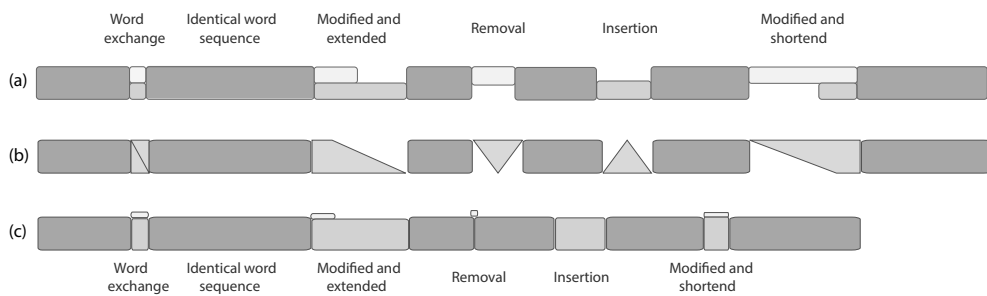 Word
exchange
Identical word
sequence
Modified and
extended
Removal
Insertion
Modified and
shortend
(a)
(b)
(c)
Word
exchange
Identical word
sequence
Modified and
extended
Removal
Insertion
Modified and
shortend